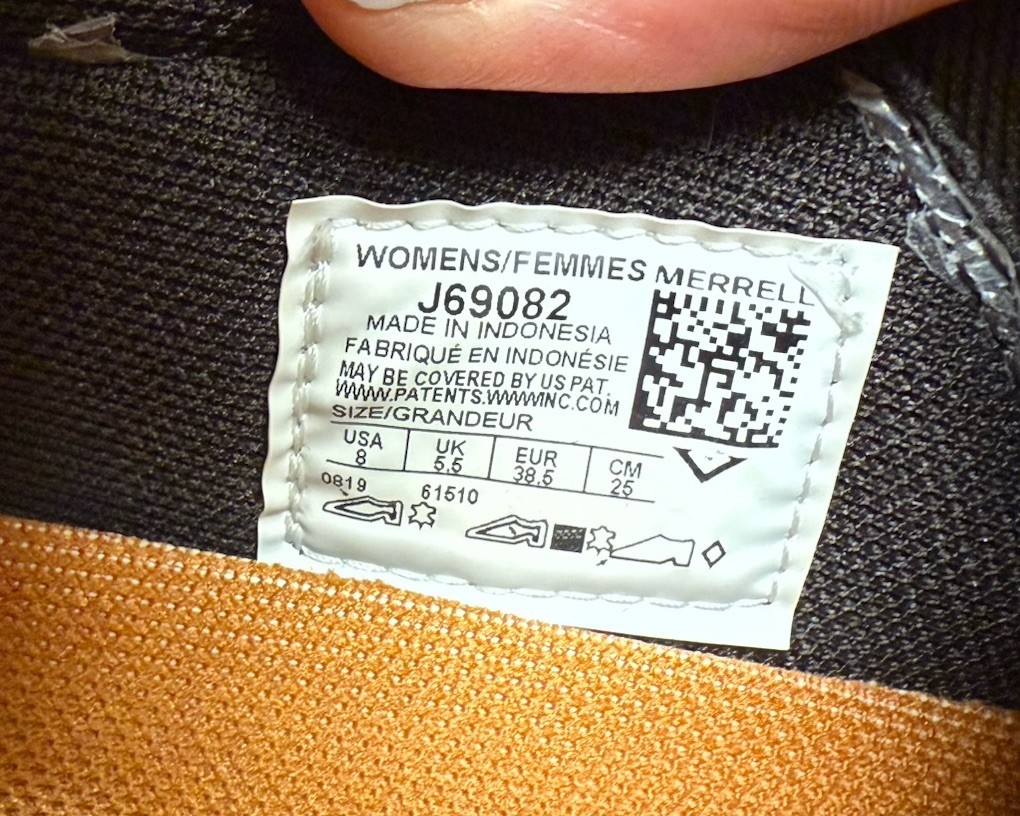 WOMENS/FEMMES MERRELL
J69082
MADE IN INDONESIA
FABRIQUÉ EN INDONÉSIE
MAY BE COVERED BY US PAT.
WWW.PATENTS.WWWINC.COM
SIZE/GRANDEUR
USA UK EUR CM
8 5,5 38,5 25
0819 61510